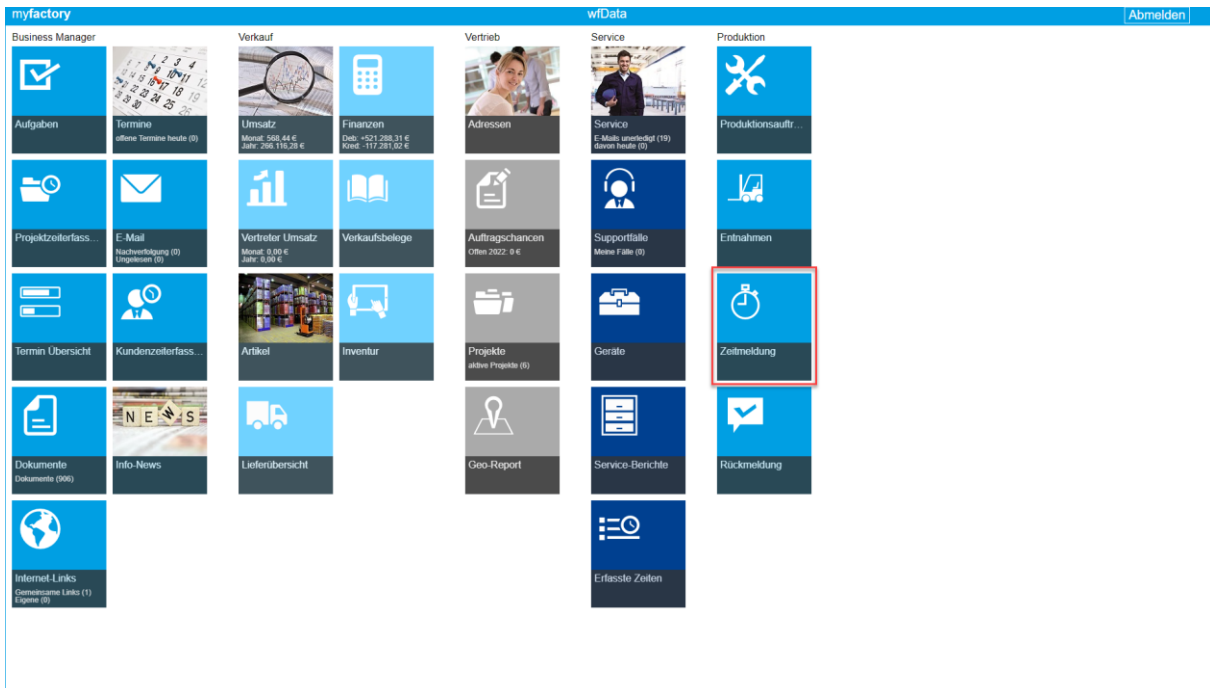 myfactory
wfData
Abmelden
Business Manager
Aufgaben
Termine
offene Termine heute (0)
Projektzeiterfass...
E-Mail
Nachverfolgung (0)
Ungelesen (0)
Termin Übersicht
Kundenzeiterfass...
Dokumente
Dokumente (906)
NEWS
Info-News
Internet-Links
Gemeinsame Links (1)
Eigene (0)
Verkauf
Umsatz
Monat: 568,44 €
Jahr: 266.116,28 €
Finanzen
Deb: +521.288,31 €
Kred: -117.281,02 €
Vertreter Umsatz
Monat: 0,00 €
Jahr: 0,00 €
Verkaufsbelege
Artikel
Inventur
Lieferübersicht
Vertrieb
Adressen
Auftragschancen
Offen 2022: 0 €
Projekte
aktive Projekte (6)
Geo-Report
Service
Service
E-Mails unerledigt (19)
davon heute (0)
Supportfälle
Meine Fälle (0)
Geräte
Service-Berichte
Erfasste Zeiten
Produktion
Produktionsauftr...
Entnahmen
Zeitmeldung
Rückmeldung